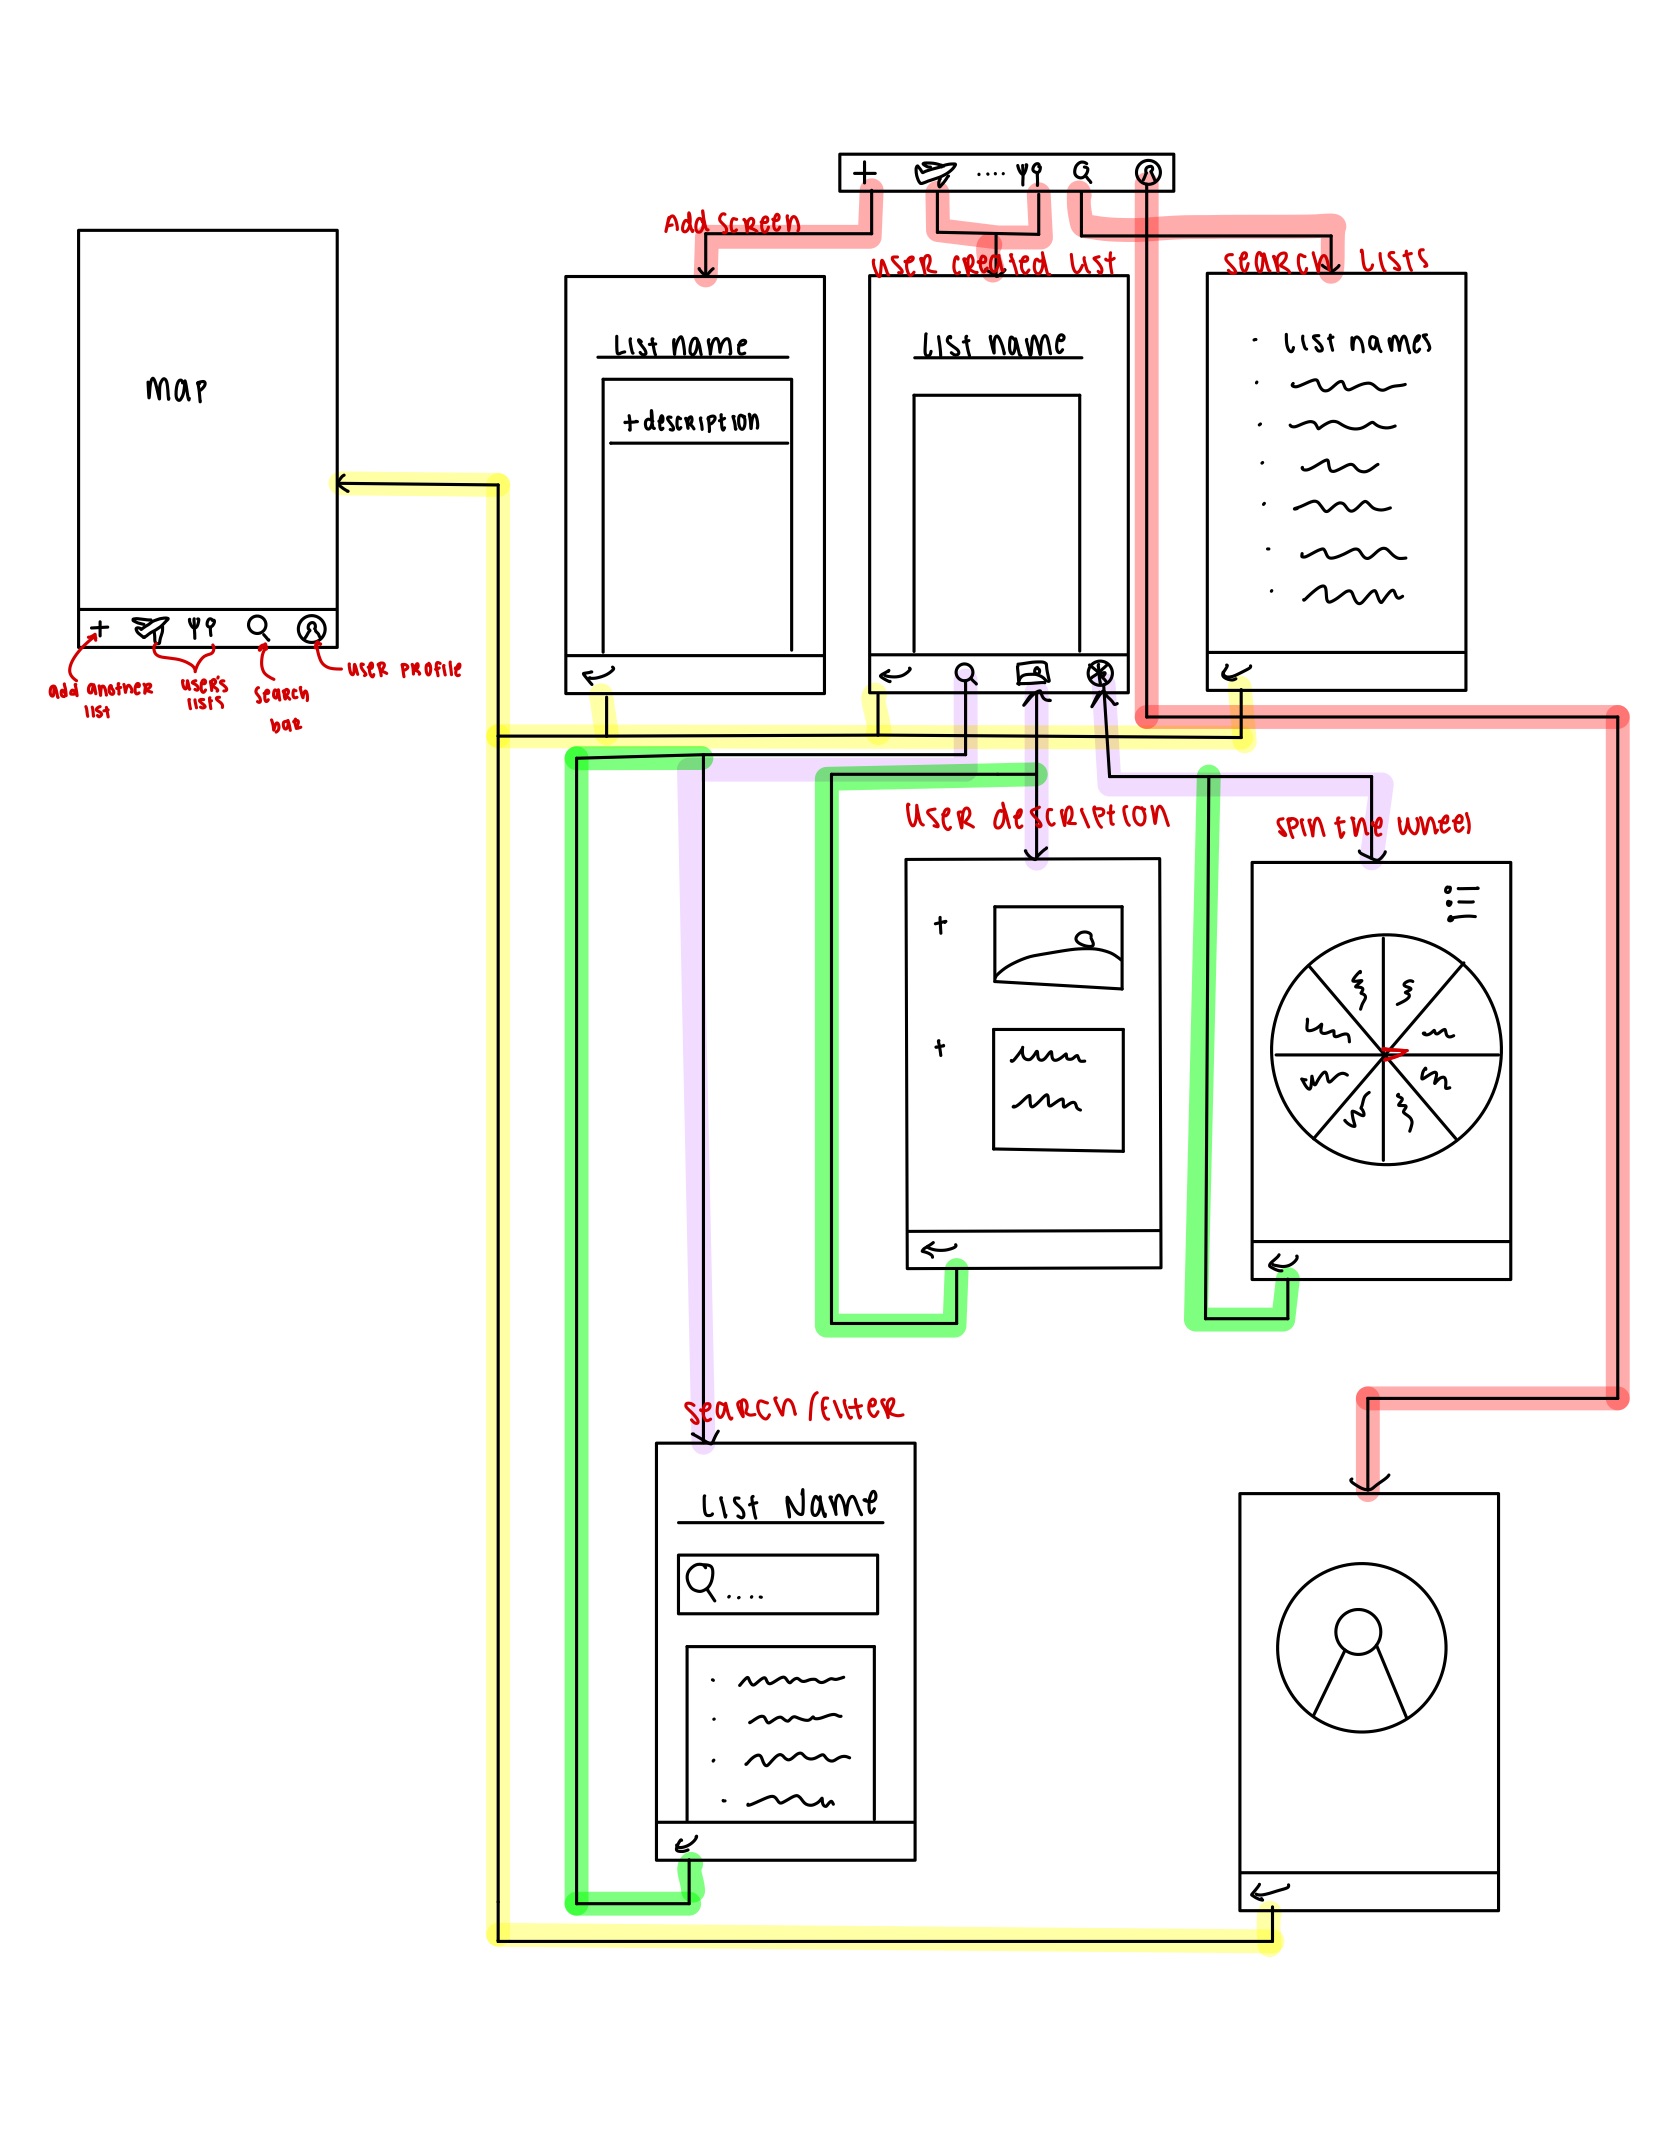 Add Screen
user created list
search lists
map
add another
list
user's
lists
search
bar
user profile
List name
+ description
List name
· List names
user description
spin the wheel
search/filter
List Name